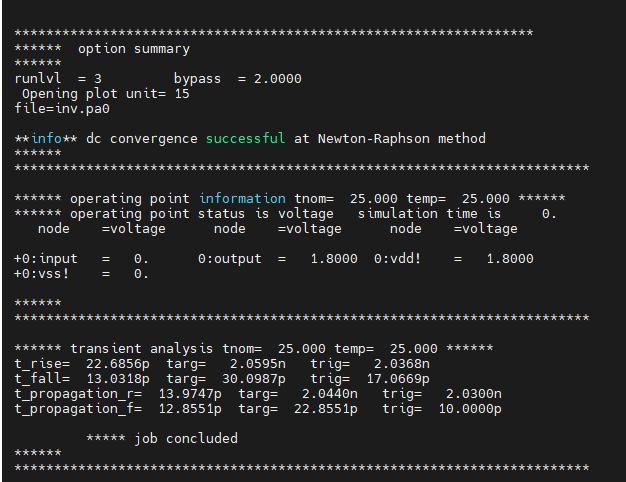 *****************************************************************
******  option summary
******
runlvl  = 3         bypass  = 2.0000
 Opening plot unit= 15
file=inv.pa0
**info** dc convergence successful at Newton-Raphson method
******
************************************************************************
****** operating point information tnom=  25.000 temp=  25.000 ******
****** operating point status is voltage   simulation time is     0.
   node    =voltage      node    =voltage      node    =voltage
+0:input   =   0.      0:output  =   1.8000  0:vdd!    =   1.8000
+0:vss!    =   0.
******
************************************************************************
****** transient analysis tnom=  25.000 temp=  25.000 ******
t_rise=  22.6856p  targ=   2.0595n   trig=   2.0368n
t_fall=  13.0318p  targ=  30.0987p   trig=  17.0669p
t_propagation_r=  13.9747p  targ=   2.0440n   trig=   2.0300n
t_propagation_f=  12.8551p  targ=  22.8551p   trig=  10.0000p
         ***** job concluded
******
************************************************************************